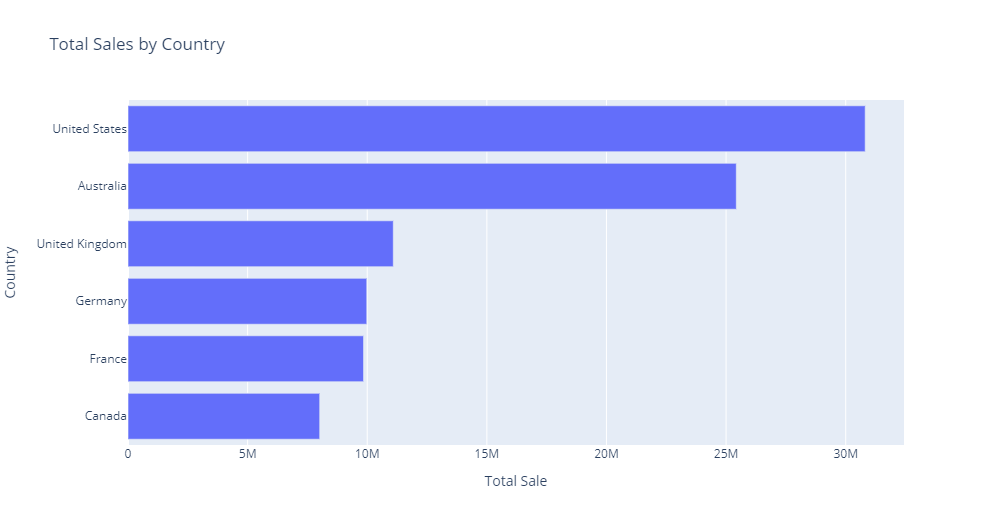 Total Sales by Country
Country
United States
Australia
United Kingdom
Germany
France
Canada
0 5M 10M 15M 20M 25M 30M
Total Sale